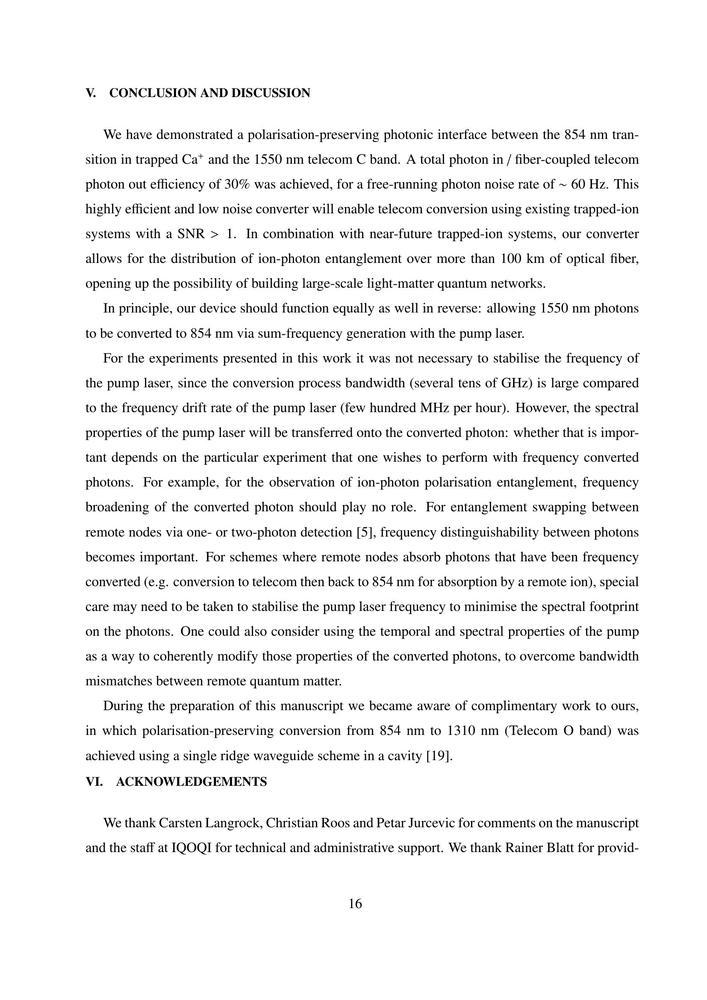 V. CONCLUSION AND DISCUSSION
We have demonstrated a polarisation-preserving photonic interface between the 854 nm tran-
sition in trapped Ca⁺ and the 1550 nm telecom C band. A total photon in / fiber-coupled telecom
photon out efficiency of 30% was achieved, for a free-running photon noise rate of ∼ 60 Hz. This
highly efficient and low noise converter will enable telecom conversion using existing trapped-ion
systems with a SNR > 1. In combination with near-future trapped-ion systems, our converter
allows for the distribution of ion-photon entanglement over more than 100 km of optical fiber,
opening up the possibility of building large-scale light-matter quantum networks.
In principle, our device should function equally as well in reverse: allowing 1550 nm photons
to be converted to 854 nm via sum-frequency generation with the pump laser.
For the experiments presented in this work it was not necessary to stabilise the frequency of
the pump laser, since the conversion process bandwidth (several tens of GHz) is large compared
to the frequency drift rate of the pump laser (few hundred MHz per hour). However, the spectral
properties of the pump laser will be transferred onto the converted photon: whether that is impor-
tant depends on the particular experiment that one wishes to perform with frequency converted
photons. For example, for the observation of ion-photon polarisation entanglement, frequency
broadening of the converted photon should play no role. For entanglement swapping between
remote nodes via one- or two-photon detection [5], frequency distinguishability between photons
becomes important. For schemes where remote nodes absorb photons that have been frequency
converted (e.g. conversion to telecom then back to 854 nm for absorption by a remote ion), special
care may need to be taken to stabilise the pump laser frequency to minimise the spectral footprint
on the photons. One could also consider using the temporal and spectral properties of the pump
as a way to coherently modify those properties of the converted photons, to overcome bandwidth
mismatches between remote quantum matter.
During the preparation of this manuscript we became aware of complimentary work to ours,
in which polarisation-preserving conversion from 854 nm to 1310 nm (Telecom O band) was
achieved using a single ridge waveguide scheme in a cavity [19].
VI. ACKNOWLEDGEMENTS
We thank Carsten Langrock, Christian Roos and Petar Jurcevic for comments on the manuscript
and the staff at IQOQI for technical and administrative support. We thank Rainer Blatt for provid-
16